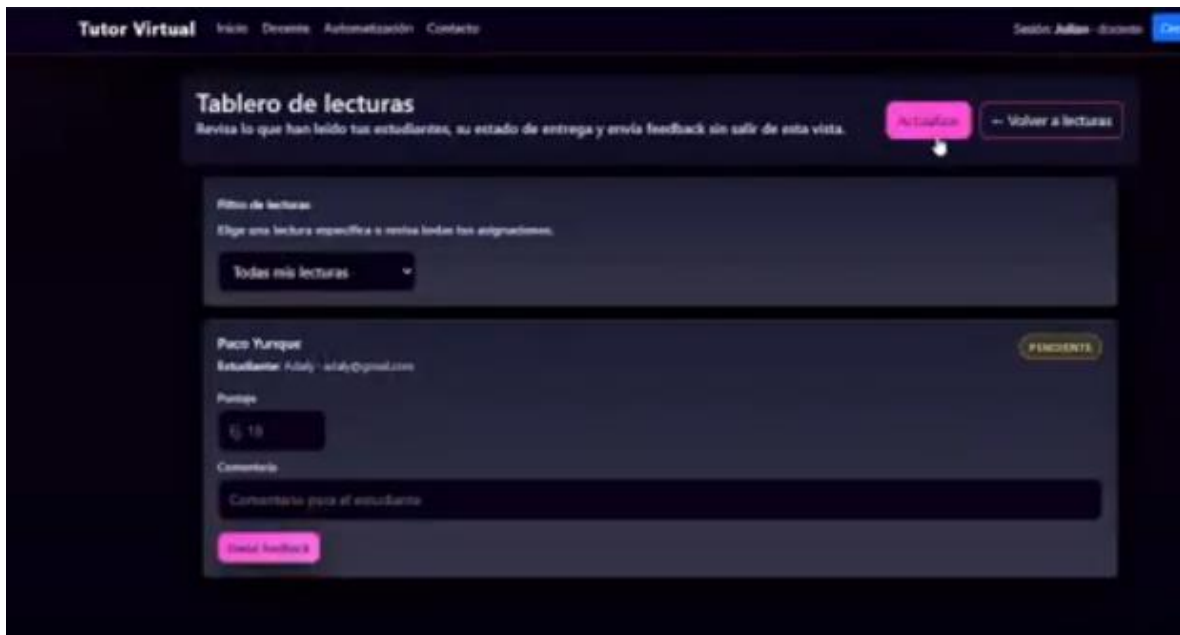 Tutor Virtual Inicio Docente Automatización Contacto Sesión: Julian - docente
Tablero de lecturas
Revisa lo que han leído tus estudiantes, su estado de entrega y envía feedback sin salir de esta vista.
Actualizar ← Volver a lecturas
Filtro de lecturas
Elige una lectura específica o revisa todas tus asignaciones.
Todas mis lecturas
Paco Yunque PENDIENTE
Estudiante: Adaly - adaly@gmail.com
Puntaje
Ej. 18
Comentario
Comentario para el estudiante
Enviar feedback